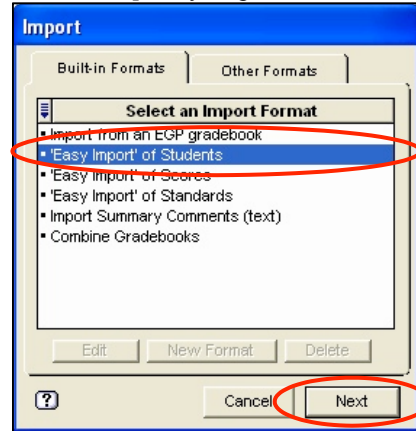 Import
Built-in Formats Other Formats
Select an Import Format
▪ Import from an EGP gradebook
▪ 'Easy Import' of Students
▪ 'Easy Import' of Scores
▪ 'Easy Import' of Standards
▪ Import Summary Comments (text)
▪ Combine Gradebooks
Edit New Format Delete
? Cancel Next